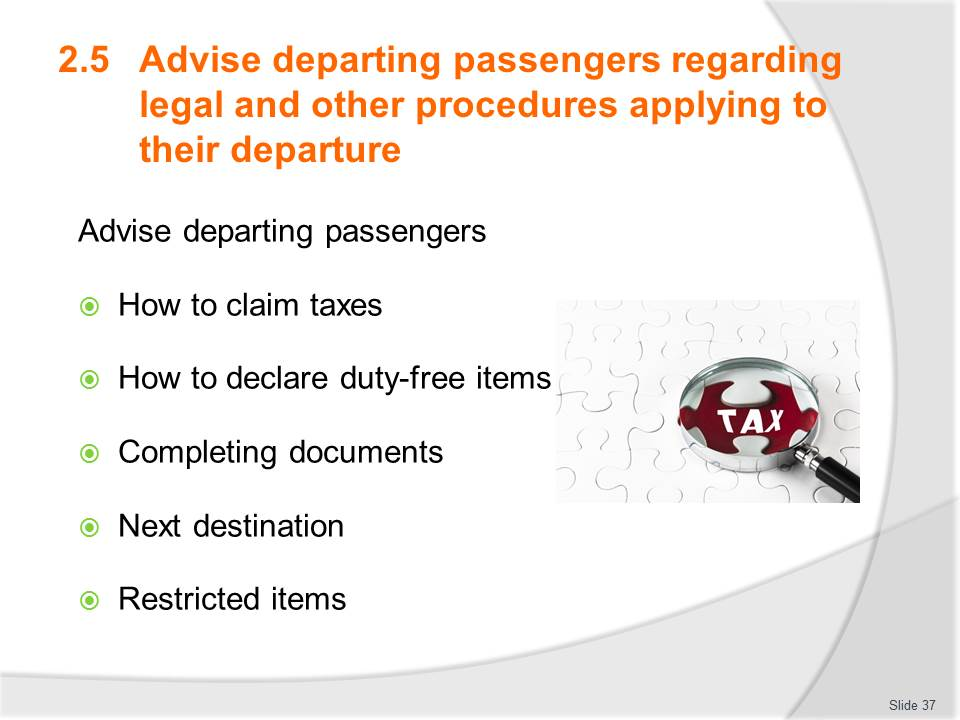 2.5 Advise departing passengers regarding
legal and other procedures applying to
their departure
Advise departing passengers
How to claim taxes
How to declare duty-free items
TAX
Completing documents
Next destination
Restricted items
Slide 37